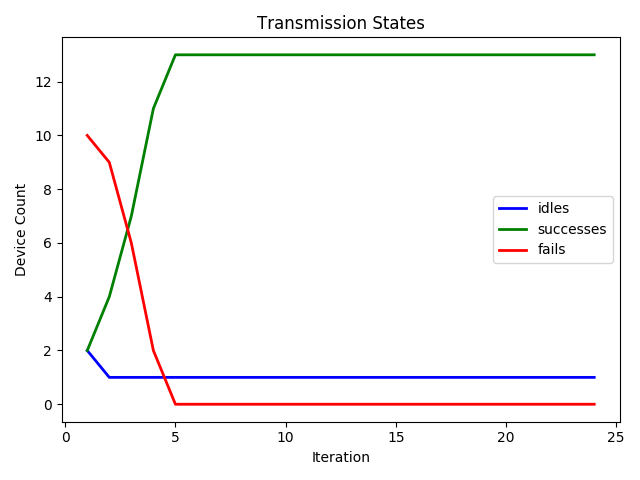 Transmission States
12
10
8
6
4
2
0
Device Count
idles
successes
fails
0 5 10 15 20 25
Iteration